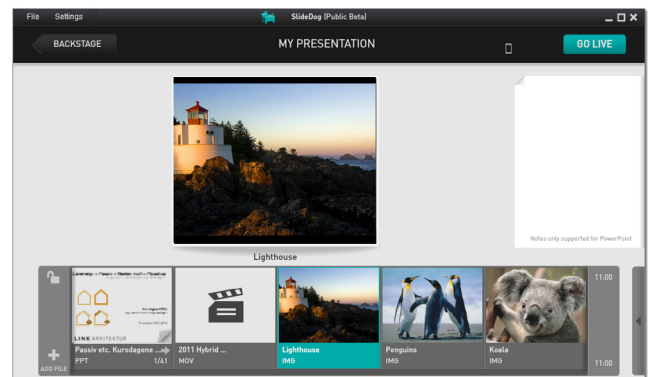 File Settings SlideDog (Public Beta)
BACKSTAGE MY PRESENTATION GO LIVE
Notes only supported for PowerPoint
Lighthouse
11:00
LINK ARKITEKTUR
Passiv etc. Kursdagene ... 2011 Hybrid ... Lighthouse Penguins Koala
PPT 1/41 MOV IMG IMG IMG 11:00
ADD FILE